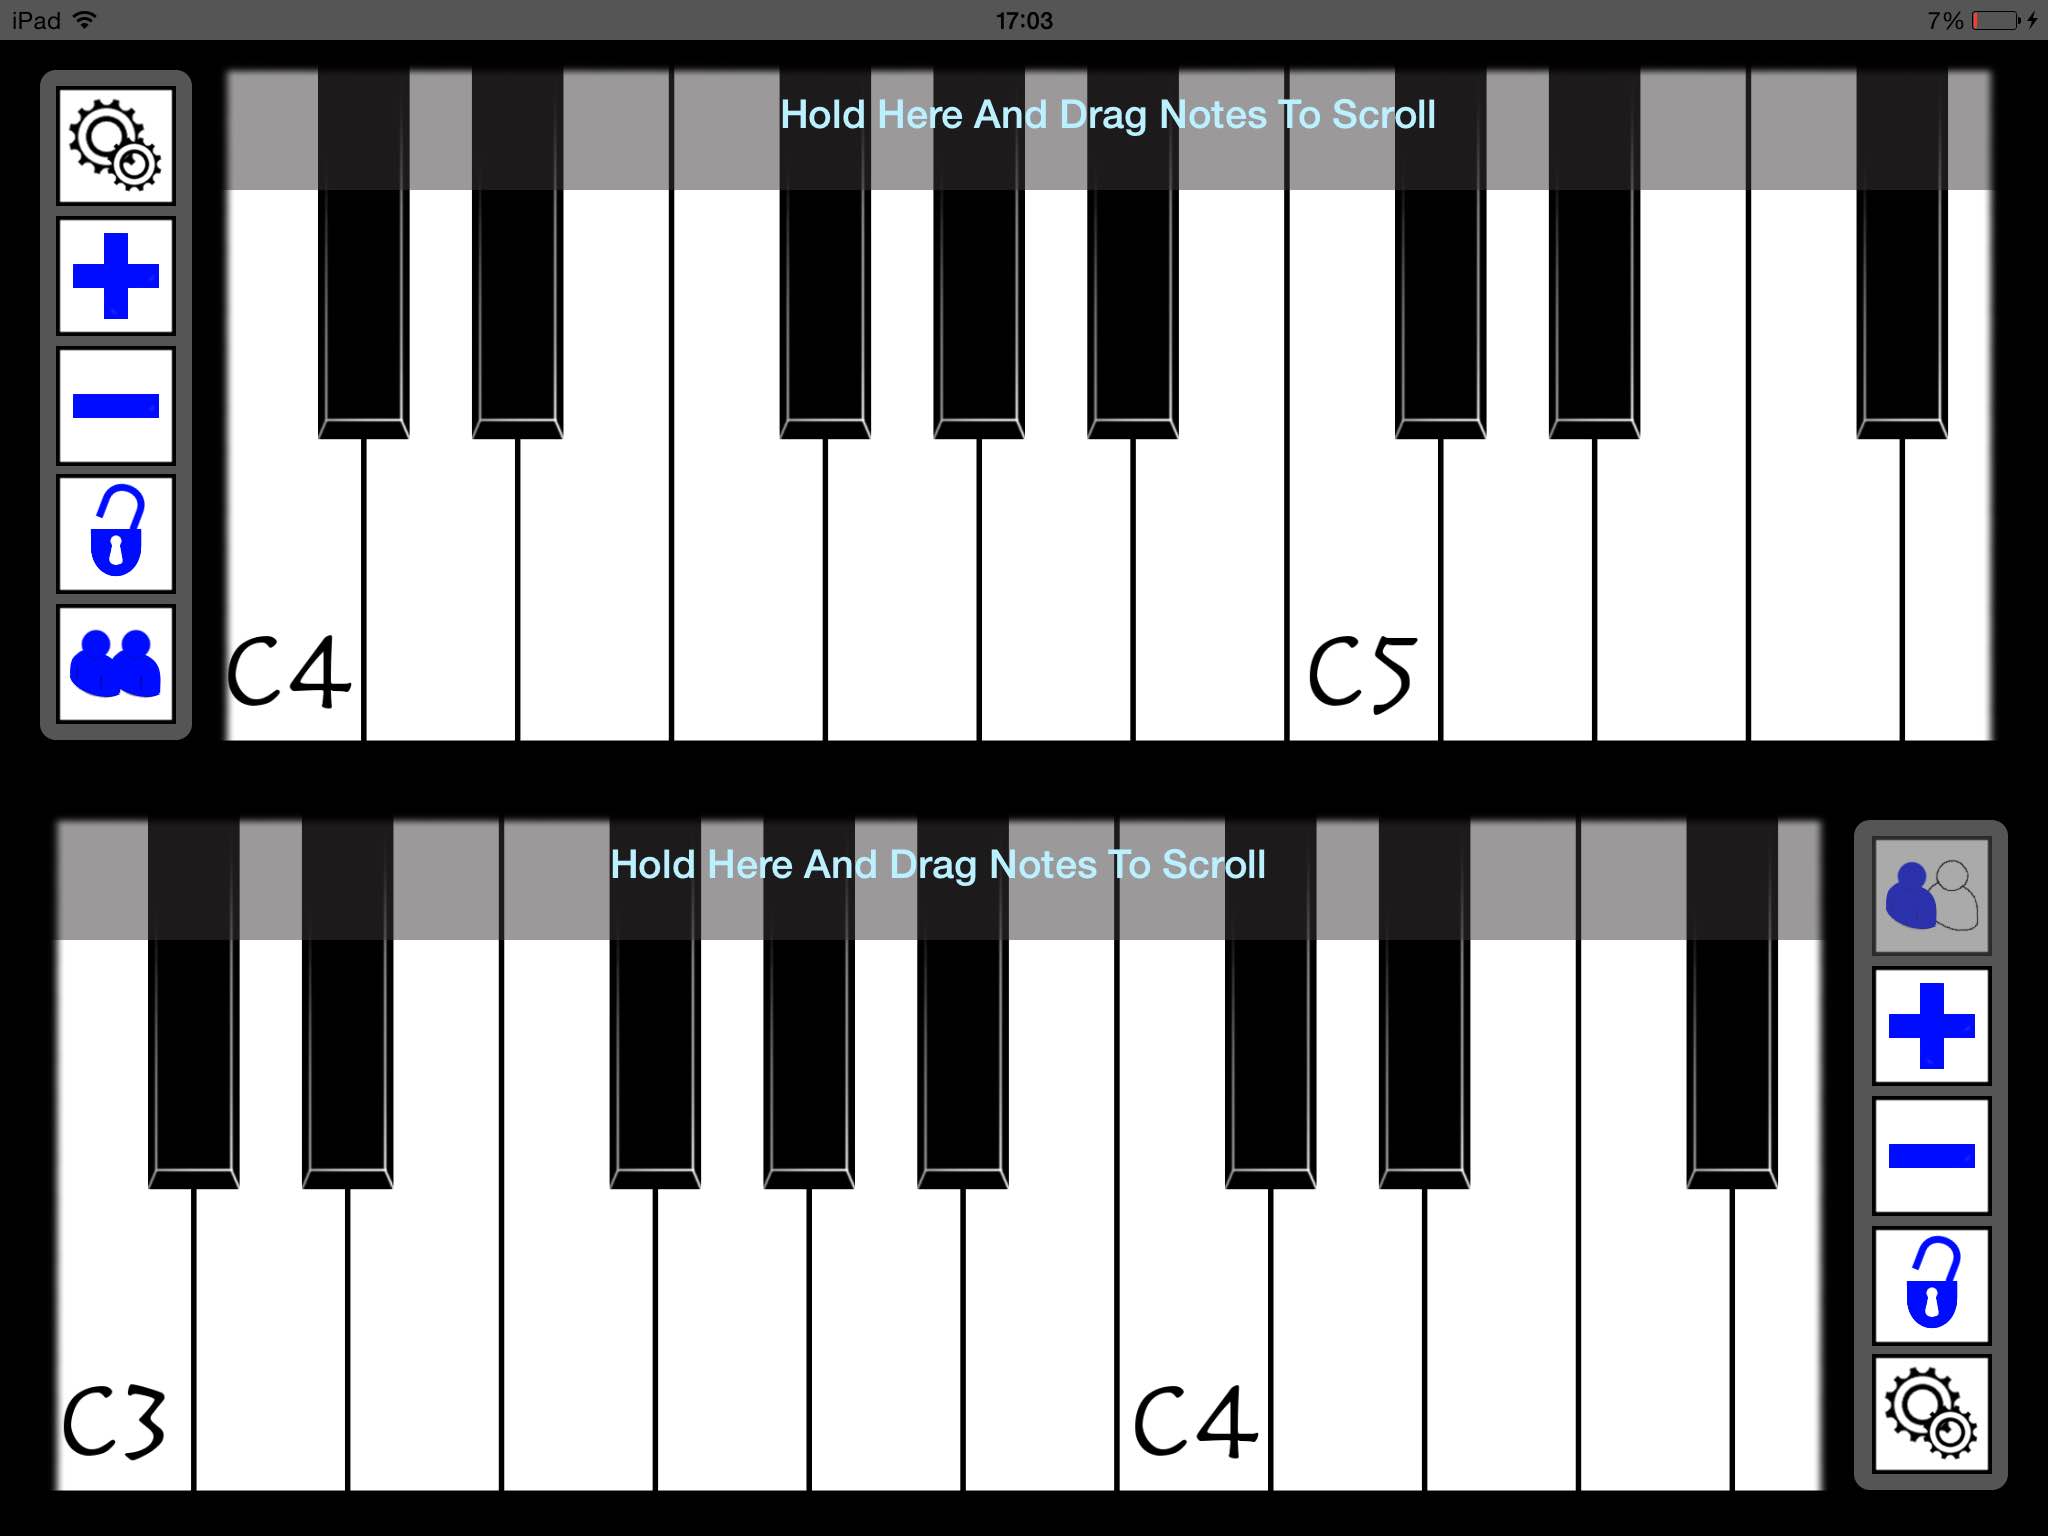 iPad 17:03 7%
Hold Here And Drag Notes To Scroll
C4 C5
Hold Here And Drag Notes To Scroll
C3 C4